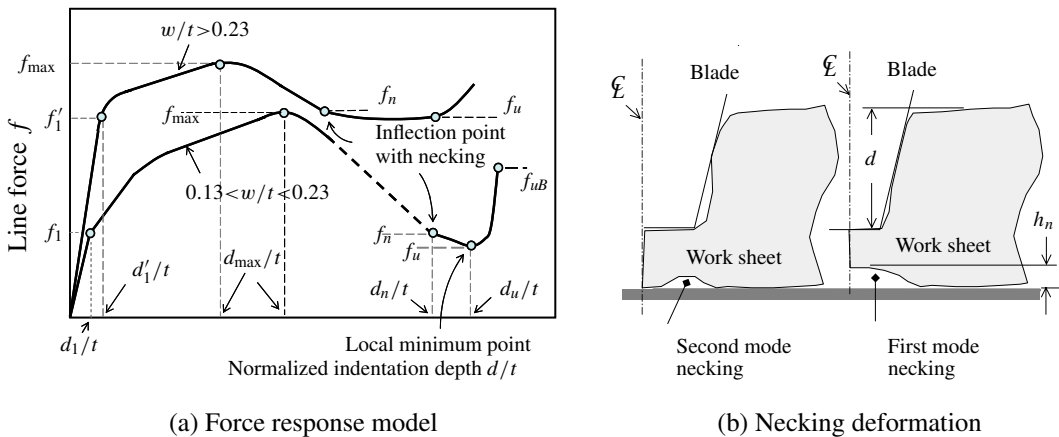 w/t>0.23
f_max
f_n
f′_1
f_max
f_u
Inflection point
with necking
Line force f
0.13<w/t<0.23
f_uB
f_1
f_n
f_u
d′_1/t
d_max/t
d_n/t
d_u/t
d_1/t
Local minimum point
Normalized indentation depth d/t
(a) Force response model
℄
Blade
℄
Blade
d
h_n
Work sheet
Work sheet
Second mode
necking
First mode
necking
(b) Necking deformation